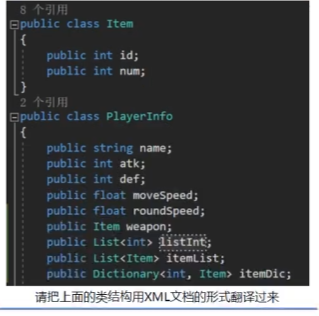 8 个引用
public class Item
{
public int id;
public int num;
}
2 个引用
public class PlayerInfo
{
public string name;
public int atk;
public int def;
public float moveSpeed;
public float roundSpeed;
public Item weapon;
public List<int> listInt;
public List<Item> itemList;
public Dictionary<int, Item> itemDic;
请把上面的类结构用XML文档的形式翻译过来